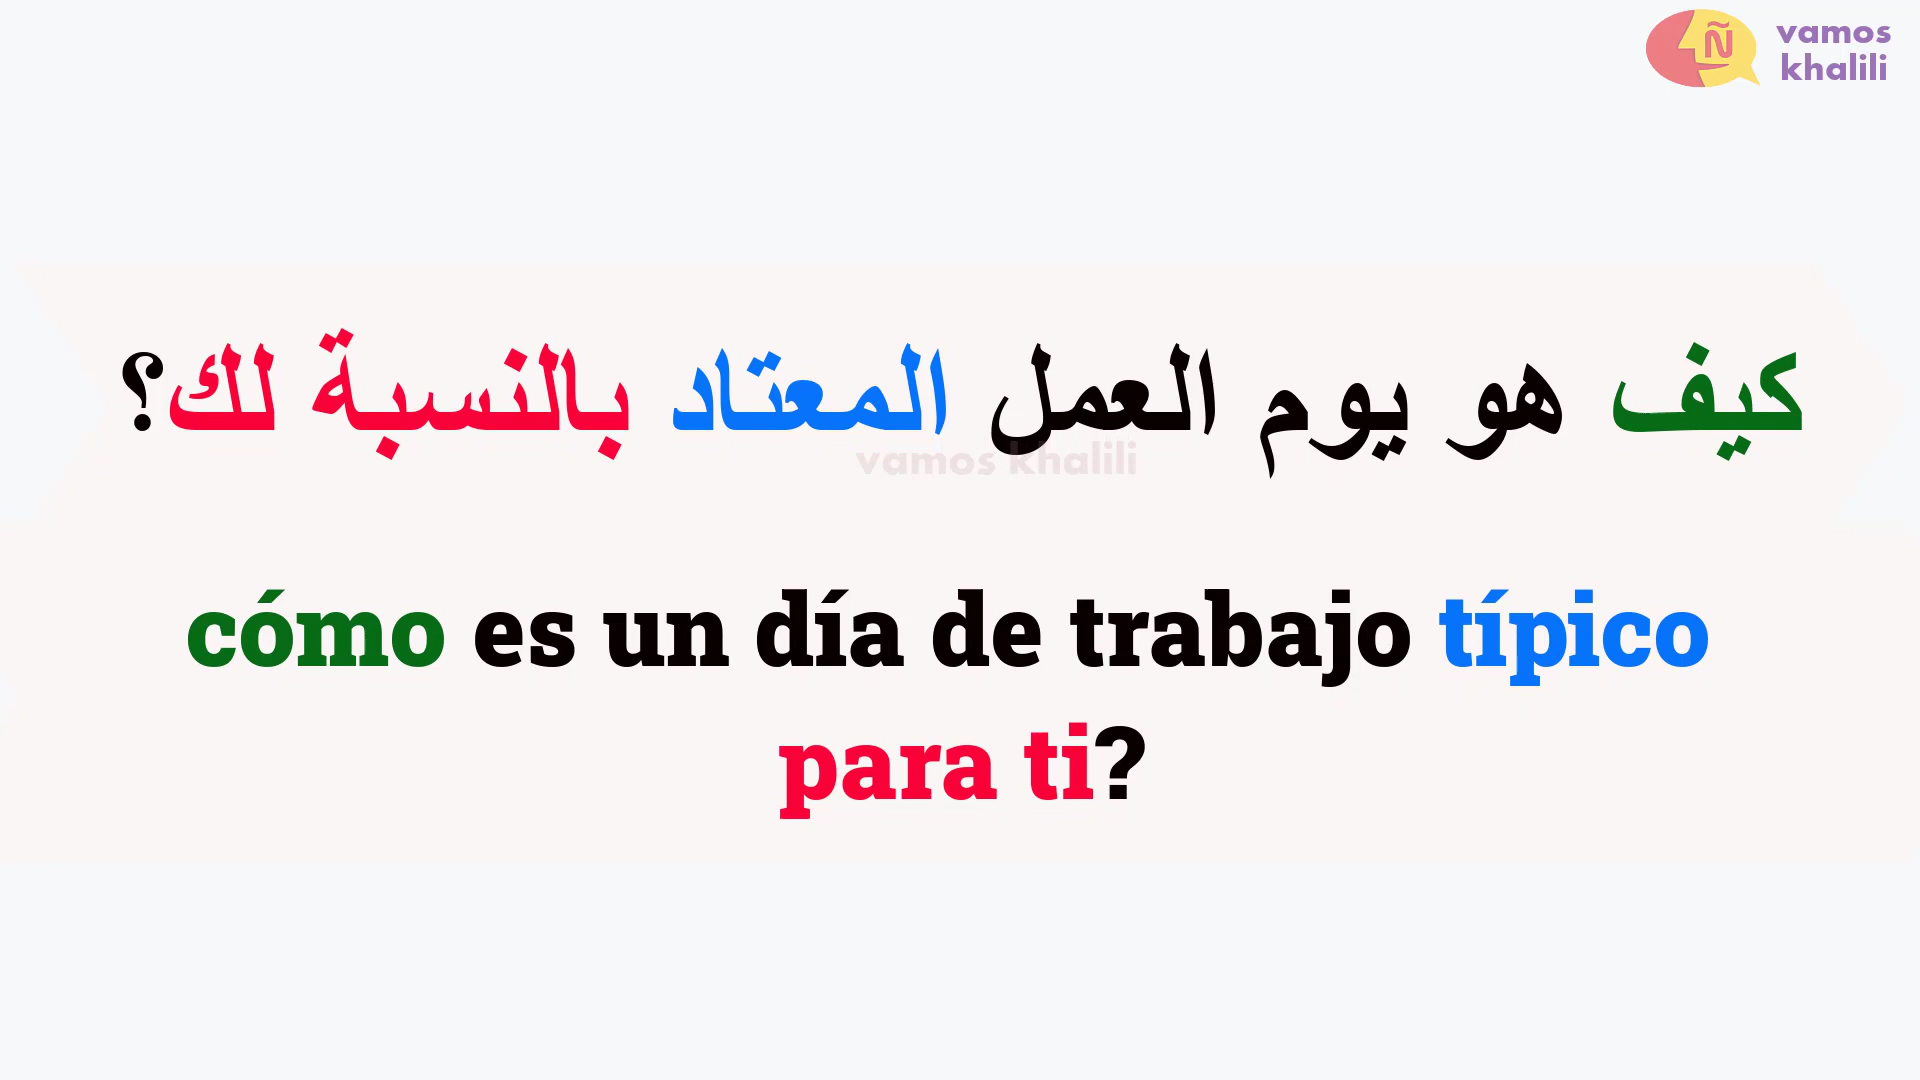 Ñ vamos
khalili
كيف هو يوم العمل المعتاد بالنسبة لك؟
vamos khalili
cómo es un día de trabajo típico
para ti?